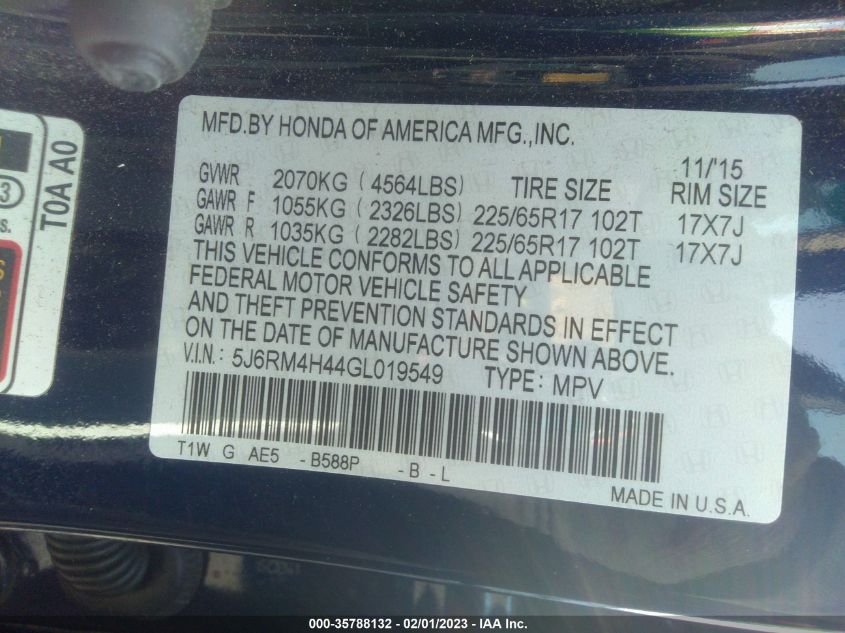 MFD.BY HONDA OF AMERICA MFG.,INC.
11/'15
GVWR 2070KG (4564LBS) TIRE SIZE RIM SIZE
GAWR F 1055KG (2326LBS) 225/65R17 102T 17X7J
GAWR R 1035KG (2282LBS) 225/65R17 102T 17X7J
THIS VEHICLE CONFORMS TO ALL APPLICABLE
FEDERAL MOTOR VEHICLE SAFETY
AND THEFT PREVENTION STANDARDS IN EFFECT
ON THE DATE OF MANUFACTURE SHOWN ABOVE.
V.I.N.: 5J6RM4H44GL019549 TYPE: MPV
T1W G AE5 -B588P -B-L
MADE IN U.S.A.
T0A A0
3
s.
000-35788132 - 02/01/2023 - IAA Inc.